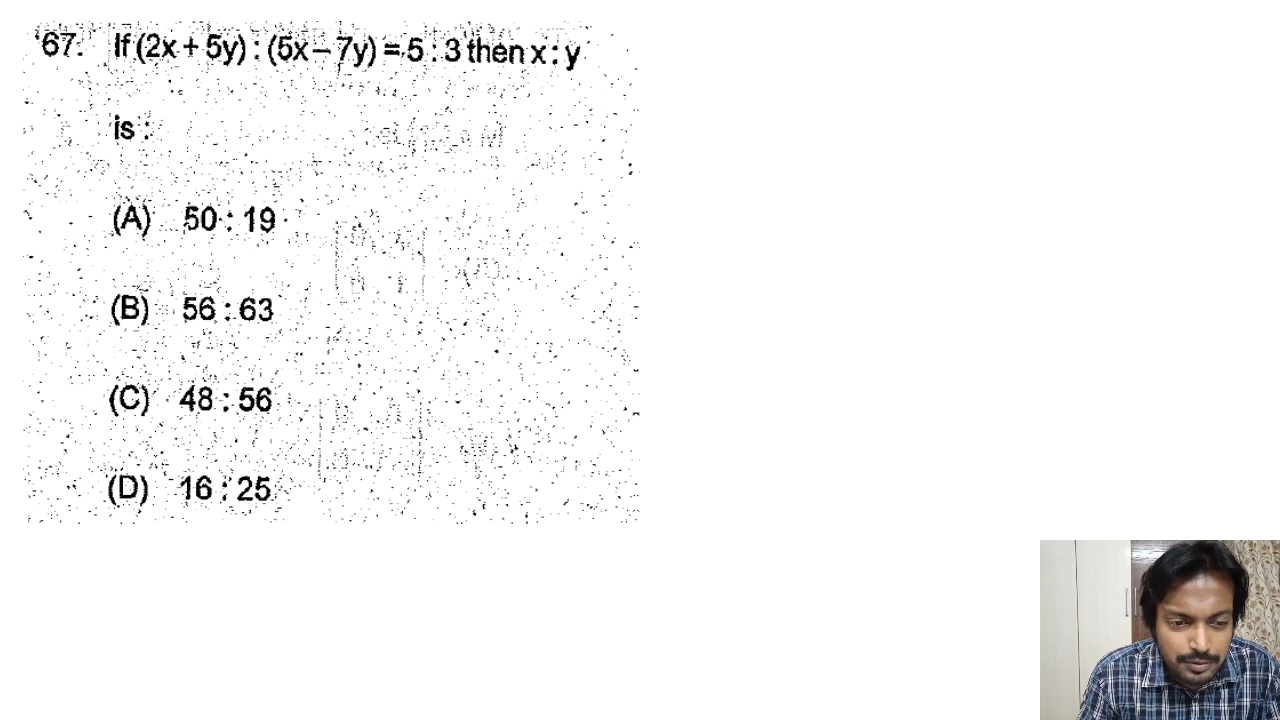 67. If (2x + 5y) : (5x – 7y) = 5 : 3 then x : y
is :
(A) 50 : 19
(B) 56 : 63
(C) 48 : 56
(D) 16 : 25